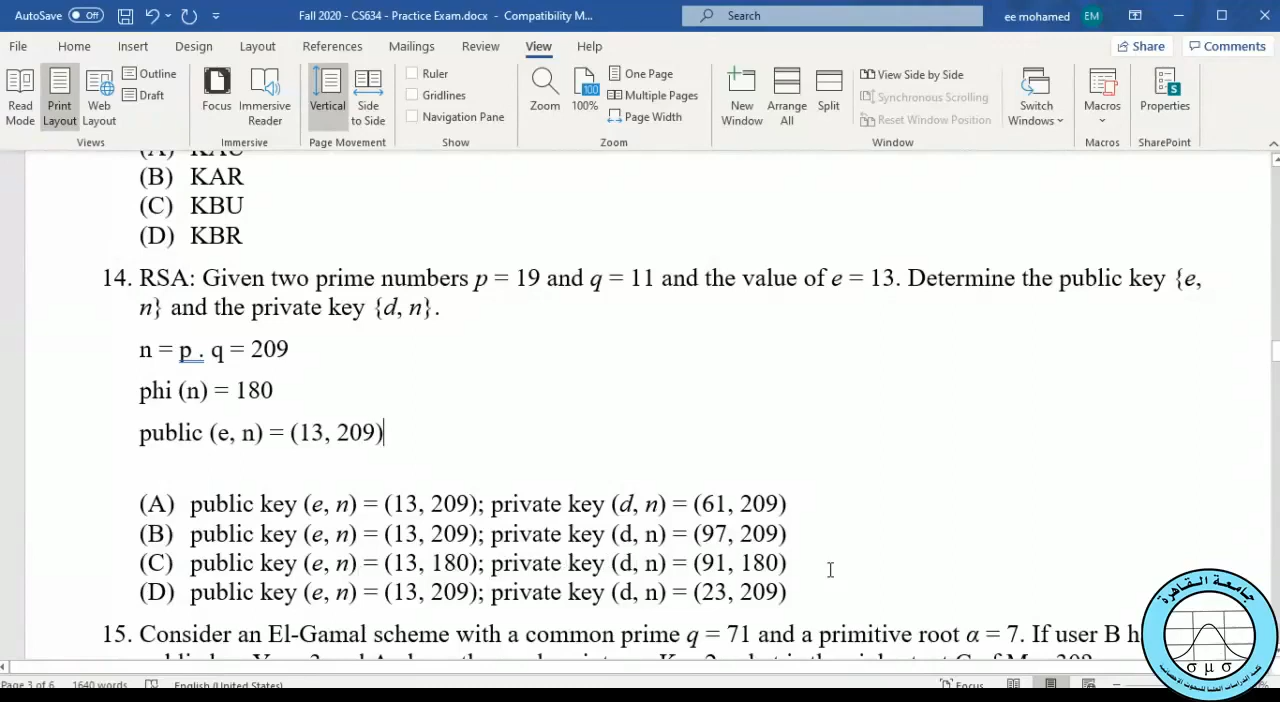 AutoSave Off Fall 2020 - CS634 - Practice Exam.docx - Compatibility M... Search ee mohamed EM
File Home Insert Design Layout References Mailings Review View Help Share Comments
Read Mode Print Layout Web Layout Outline Draft Focus Immersive Reader Vertical Side to Side Ruler Gridlines Navigation Pane Zoom 100% One Page Multiple Pages Page Width New Window Arrange All Split View Side by Side Synchronous Scrolling Reset Window Position Switch Windows Macros Properties
Views Immersive Page Movement Show Zoom Window Macros SharePoint
(A) KAU
(B) KAR
(C) KBU
(D) KBR
14. RSA: Given two prime numbers p = 19 and q = 11 and the value of e = 13. Determine the public key {e,
n} and the private key {d, n}.
n = p . q = 209
phi (n) = 180
public (e, n) = (13, 209)
(A) public key (e, n) = (13, 209); private key (d, n) = (61, 209)
(B) public key (e, n) = (13, 209); private key (d, n) = (97, 209)
(C) public key (e, n) = (13, 180); private key (d, n) = (91, 180)
(D) public key (e, n) = (13, 209); private key (d, n) = (23, 209)
15. Consider an El-Gamal scheme with a common prime q = 71 and a primitive root α = 7. If user B h
Page 3 of 6 1640 words English (United States) Focus
جامعة القاهرة
σ μ σ